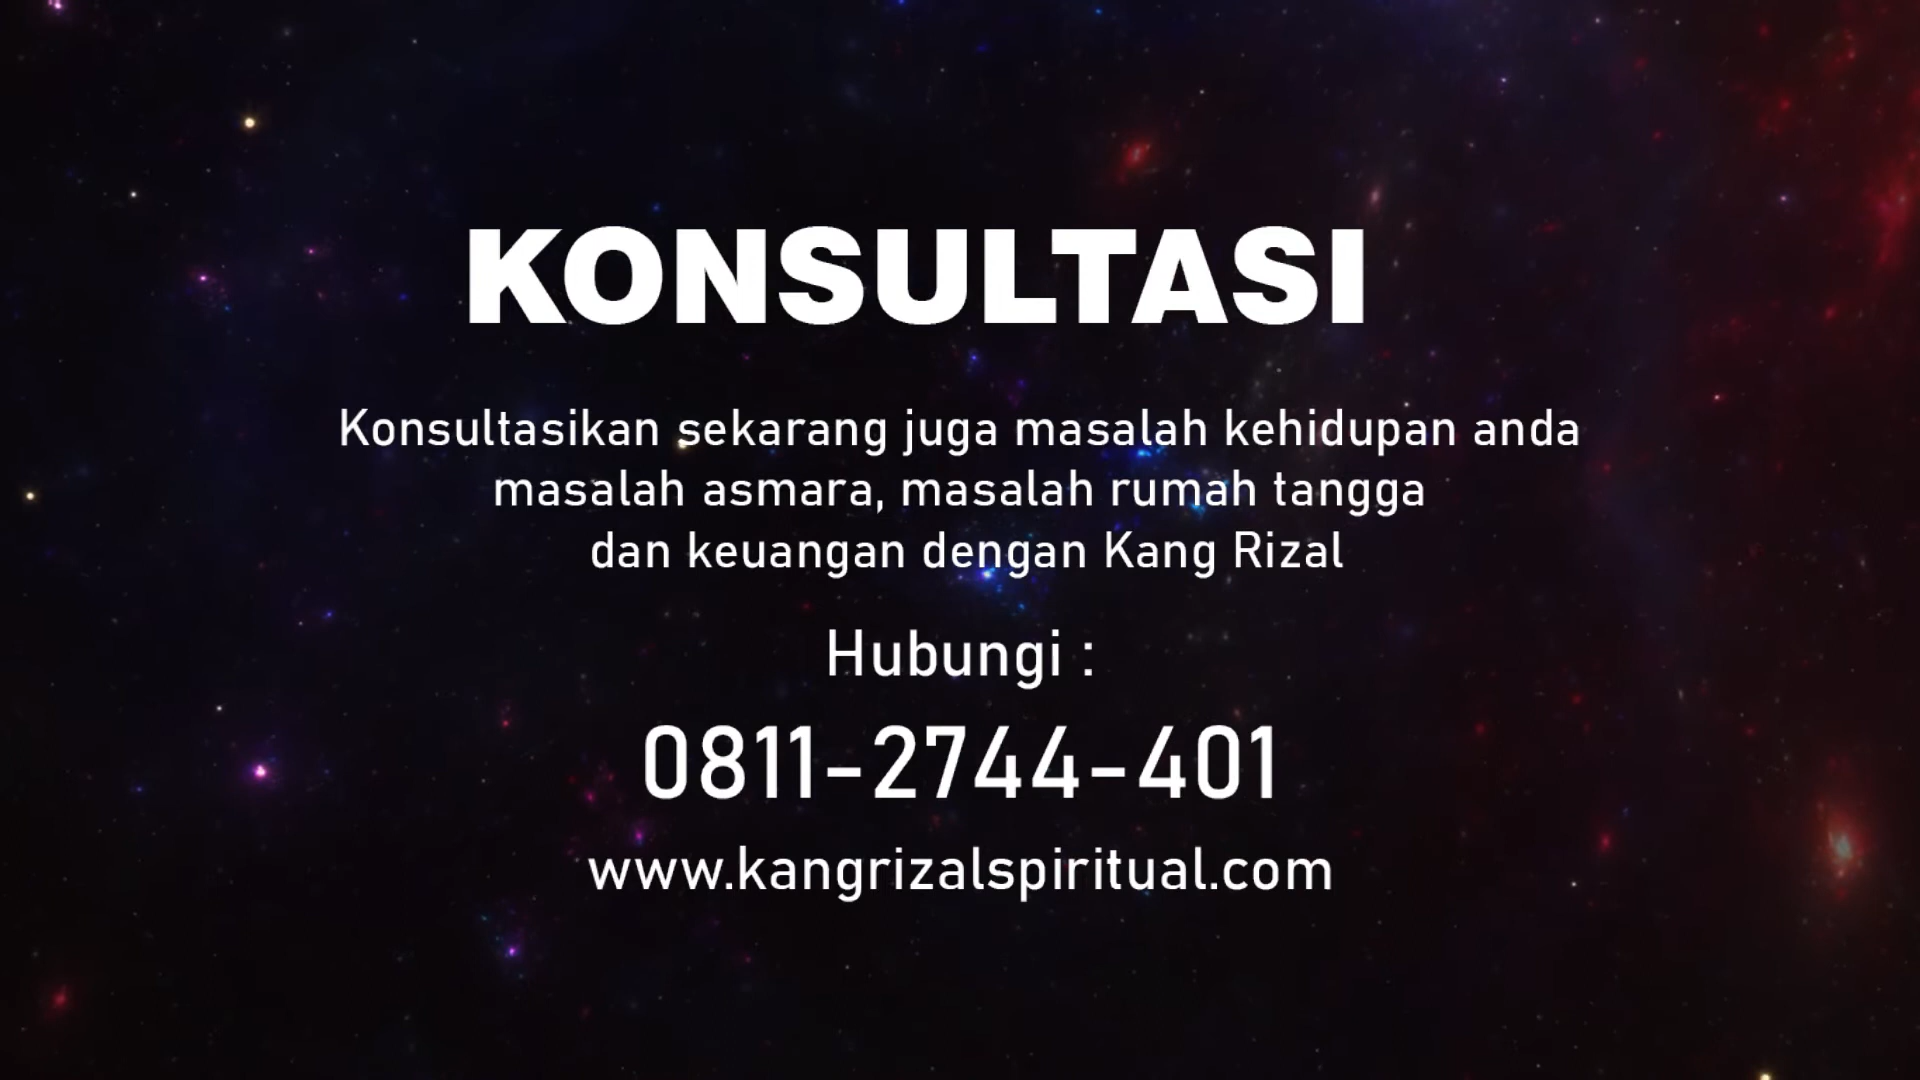 KONSULTASI
Konsultasikan sekarang juga masalah kehidupan anda
masalah asmara, masalah rumah tangga
dan keuangan dengan Kang Rizal
Hubungi :
0811-2744-401
www.kangrizalspiritual.com